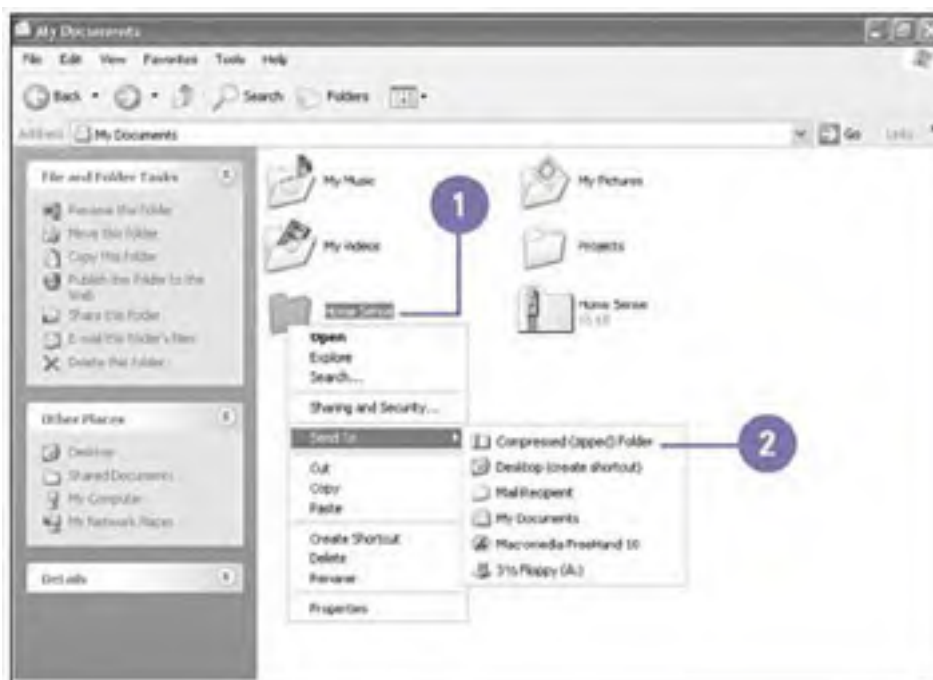 My Documents
File Edit View Favorites Tools Help
Back Search Folders
Address My Documents Go Links
File and Folder Tasks
Rename this folder
Move this folder
Copy this folder
Publish this folder to the
Web
Share this folder
E-mail this folder's files
Delete this folder
Other Places
Desktop
Shared Documents
My Computer
My Network Places
Details
My Music
My Pictures
1
My Videos
Projects
Home Sense
Home Sense
Open
Explore
Search...
Sharing and Security...
Send To
Cut
Copy
Paste
Create Shortcut
Delete
Rename
Properties
Compressed (zipped) Folder
2
Desktop (create shortcut)
Mail Recipient
My Documents
Macromedia FreeHand 10
3½ Floppy (A:)